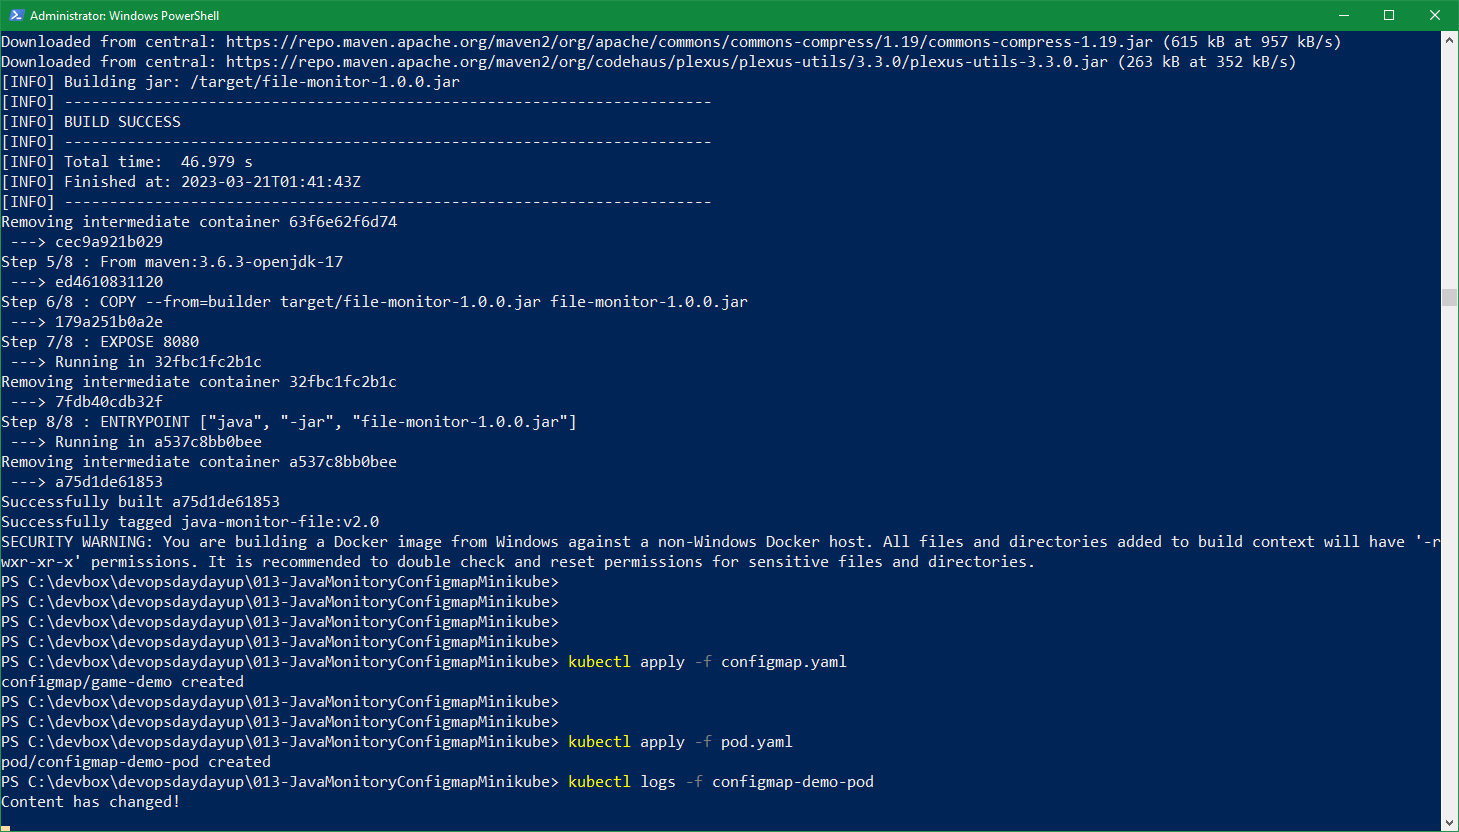 Administrator: Windows PowerShell
Downloaded from central: https://repo.maven.apache.org/maven2/org/apache/commons/commons-compress/1.19/commons-compress-1.19.jar (615 kB at 957 kB/s)
Downloaded from central: https://repo.maven.apache.org/maven2/org/codehaus/plexus/plexus-utils/3.3.0/plexus-utils-3.3.0.jar (263 kB at 352 kB/s)
[INFO] Building jar: /target/file-monitor-1.0.0.jar
[INFO] ------------------------------------------------------------------------
[INFO] BUILD SUCCESS
[INFO] ------------------------------------------------------------------------
[INFO] Total time:  46.979 s
[INFO] Finished at: 2023-03-21T01:41:43Z
[INFO] ------------------------------------------------------------------------
Removing intermediate container 63f6e62f6d74
 ---> cec9a921b029
Step 5/8 : From maven:3.6.3-openjdk-17
 ---> ed4610831120
Step 6/8 : COPY --from=builder target/file-monitor-1.0.0.jar file-monitor-1.0.0.jar
 ---> 179a251b0a2e
Step 7/8 : EXPOSE 8080
 ---> Running in 32fbc1fc2b1c
Removing intermediate container 32fbc1fc2b1c
 ---> 7fdb40cdb32f
Step 8/8 : ENTRYPOINT ["java", "-jar", "file-monitor-1.0.0.jar"]
 ---> Running in a537c8bb0bee
Removing intermediate container a537c8bb0bee
 ---> a75d1de61853
Successfully built a75d1de61853
Successfully tagged java-monitor-file:v2.0
SECURITY WARNING: You are building a Docker image from Windows against a non-Windows Docker host. All files and directories added to build context will have '-r
wxr-xr-x' permissions. It is recommended to double check and reset permissions for sensitive files and directories.
PS C:\devbox\devopsdaydayup\013-JavaMonitoryConfigmapMinikube>
PS C:\devbox\devopsdaydayup\013-JavaMonitoryConfigmapMinikube>
PS C:\devbox\devopsdaydayup\013-JavaMonitoryConfigmapMinikube>
PS C:\devbox\devopsdaydayup\013-JavaMonitoryConfigmapMinikube>
PS C:\devbox\devopsdaydayup\013-JavaMonitoryConfigmapMinikube> kubectl apply -f configmap.yaml
configmap/game-demo created
PS C:\devbox\devopsdaydayup\013-JavaMonitoryConfigmapMinikube>
PS C:\devbox\devopsdaydayup\013-JavaMonitoryConfigmapMinikube>
PS C:\devbox\devopsdaydayup\013-JavaMonitoryConfigmapMinikube> kubectl apply -f pod.yaml
pod/configmap-demo-pod created
PS C:\devbox\devopsdaydayup\013-JavaMonitoryConfigmapMinikube> kubectl logs -f configmap-demo-pod
Content has changed!